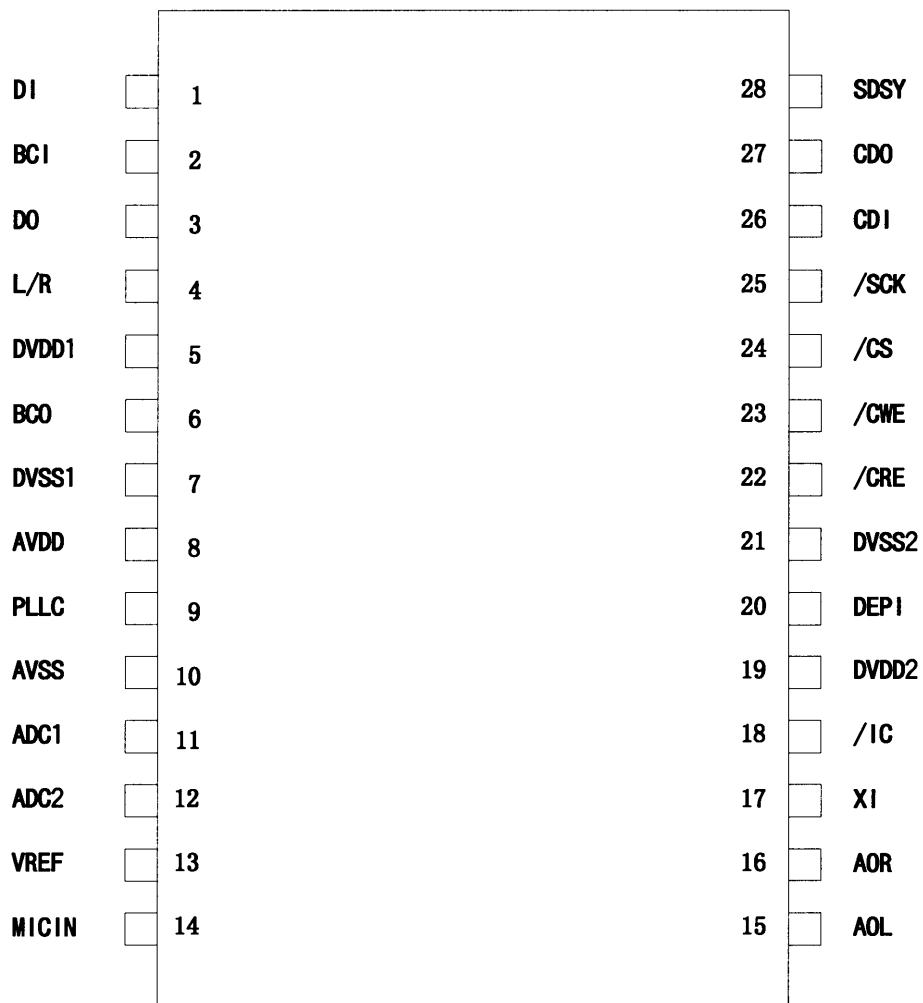 DI 1 28 SDSY
BCI 2 27 CDO
DO 3 26 CDI
L/R 4 25 /SCK
DVDD1 5 24 /CS
BCO 6 23 /CWE
DVSS1 7 22 /CRE
AVDD 8 21 DVSS2
PLLC 9 20 DEPI
AVSS 10 19 DVDD2
ADC1 11 18 /IC
ADC2 12 17 XI
VREF 13 16 AOR
MICIN 14 15 AOL